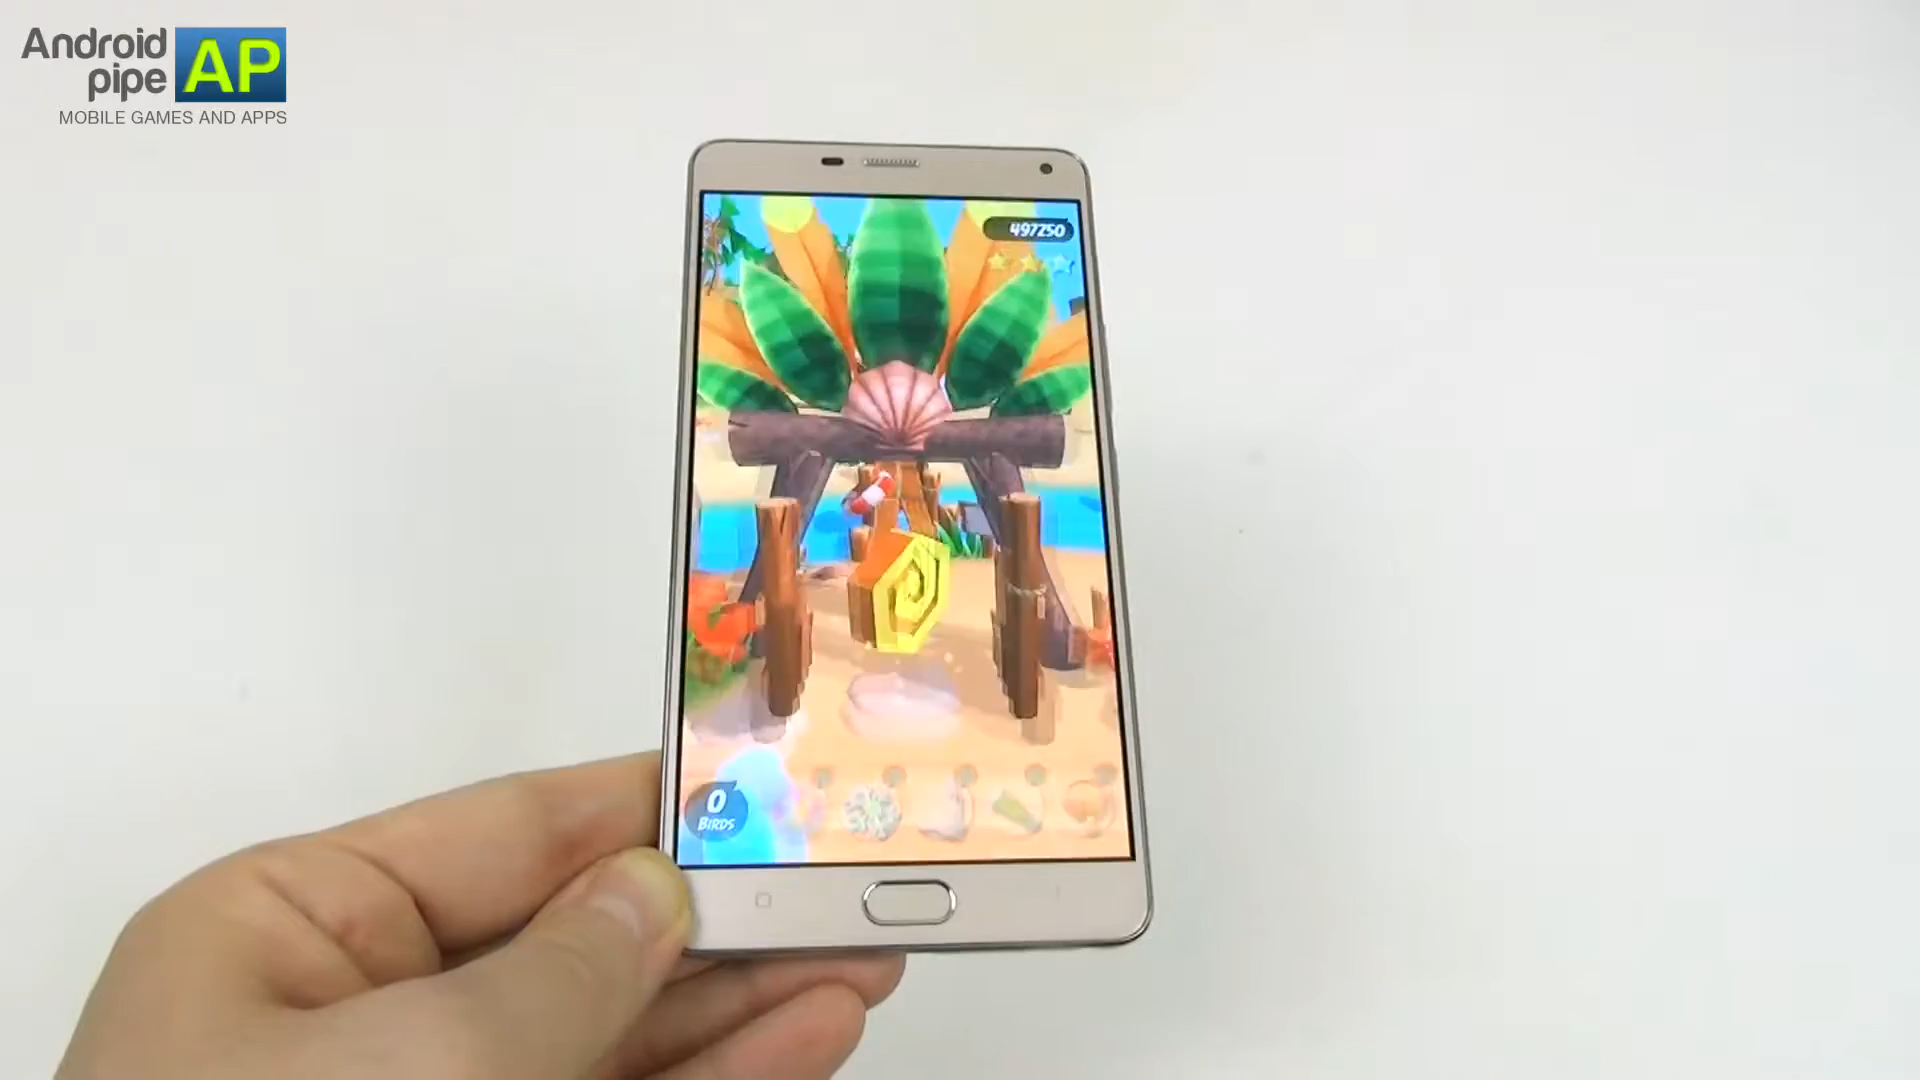 Android
pipe
AP
MOBILE GAMES AND APPS
497250
0
BIRDS